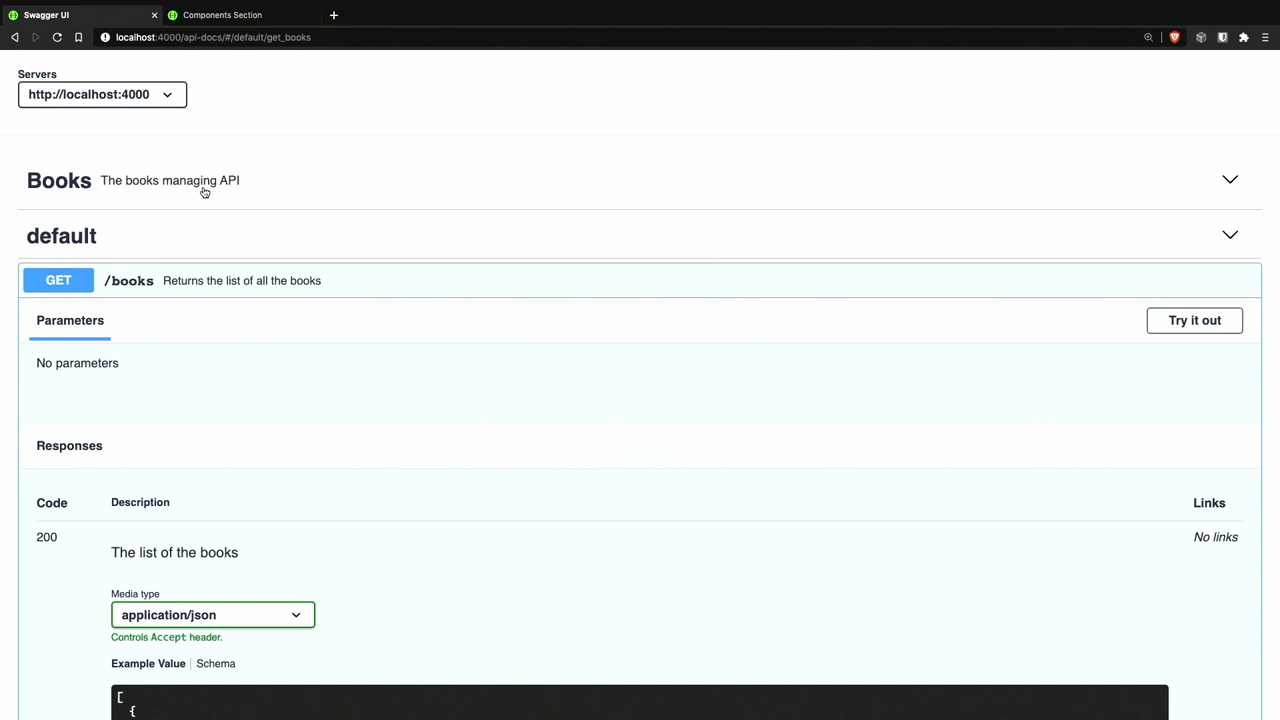 Swagger UI
Components Section
localhost:4000/api-docs/#/default/get_books
Servers
http://localhost:4000
Books The books managing API
default
GET /books Returns the list of all the books
Parameters
Try it out
No parameters
Responses
Code Description Links
200 The list of the books No links
Media type
application/json
Controls Accept header.
Example Value | Schema
[
{